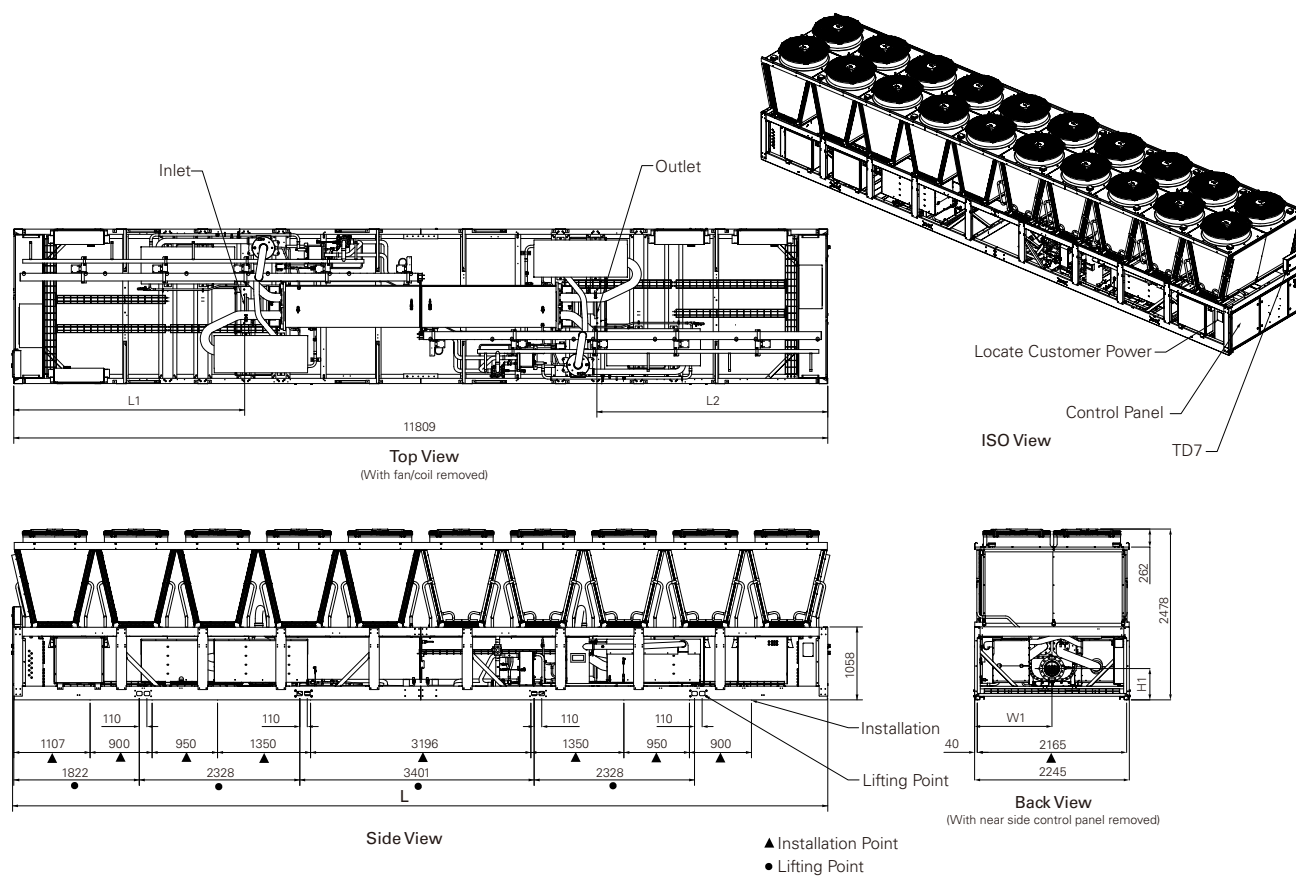 Inlet
Outlet
L1
L2
11809
Top View
(With fan/coil removed)
Locate Customer Power
Control Panel
TD7
ISO View
1058
110
110
110
110
1107
900
950
1350
3196
1350
950
900
1822
2328
3401
2328
L
Installation
Lifting Point
Side View
262
2478
H1
W1
40
2165
2245
Back View
(With near side control panel removed)
▲ Installation Point
● Lifting Point